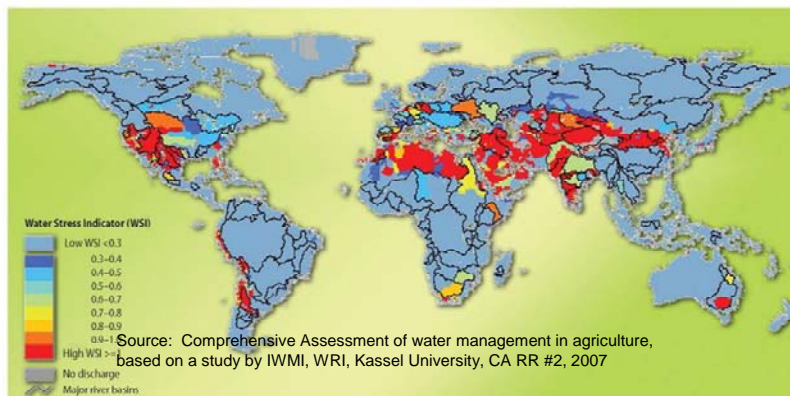 Water Stress Indicator (WSI)
Low WSI <0.3
0.3–0.4
0.4–0.5
0.5–0.6
0.6–0.7
0.7–0.8
0.8–0.9
High WSI >=1
No discharge
Major river basins
Source: Comprehensive Assessment of water management in agriculture,
based on a study by IWMI, WRI, Kassel University, CA RR #2, 2007